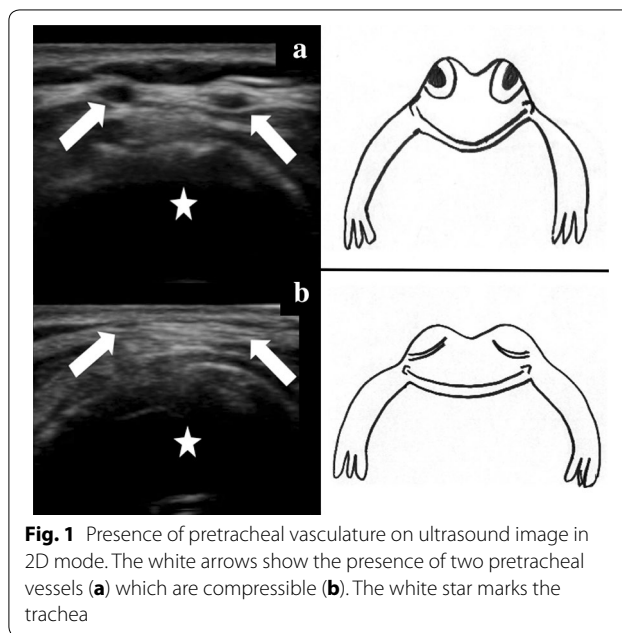 a
b
Fig. 1 Presence of pretracheal vasculature on ultrasound image in
2D mode. The white arrows show the presence of two pretracheal
vessels (a) which are compressible (b). The white star marks the
trachea